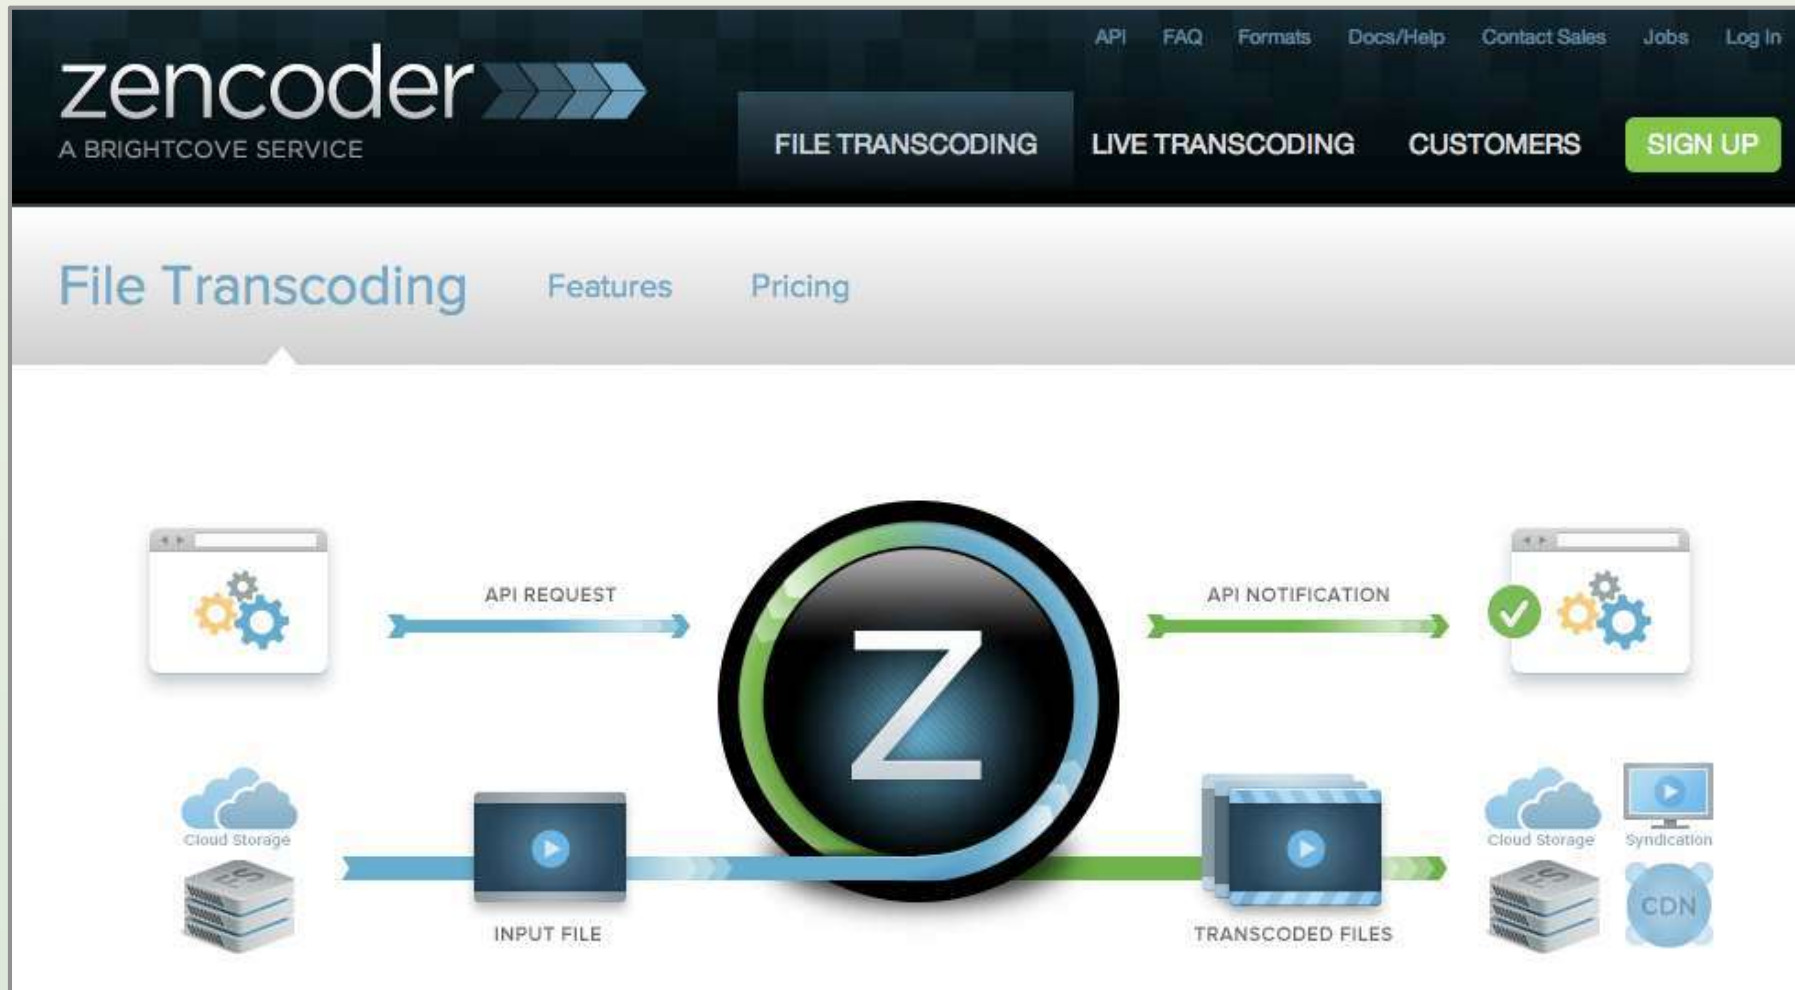 API FAQ Formats Docs/Help Contact Sales Jobs Log In
zencoder
A BRIGHTCOVE SERVICE
FILE TRANSCODING LIVE TRANSCODING CUSTOMERS SIGN UP
File Transcoding Features Pricing
API REQUEST
API NOTIFICATION
Z
Cloud Storage
FS
INPUT FILE
TRANSCODED FILES
Cloud Storage
Syndication
FS
CDN